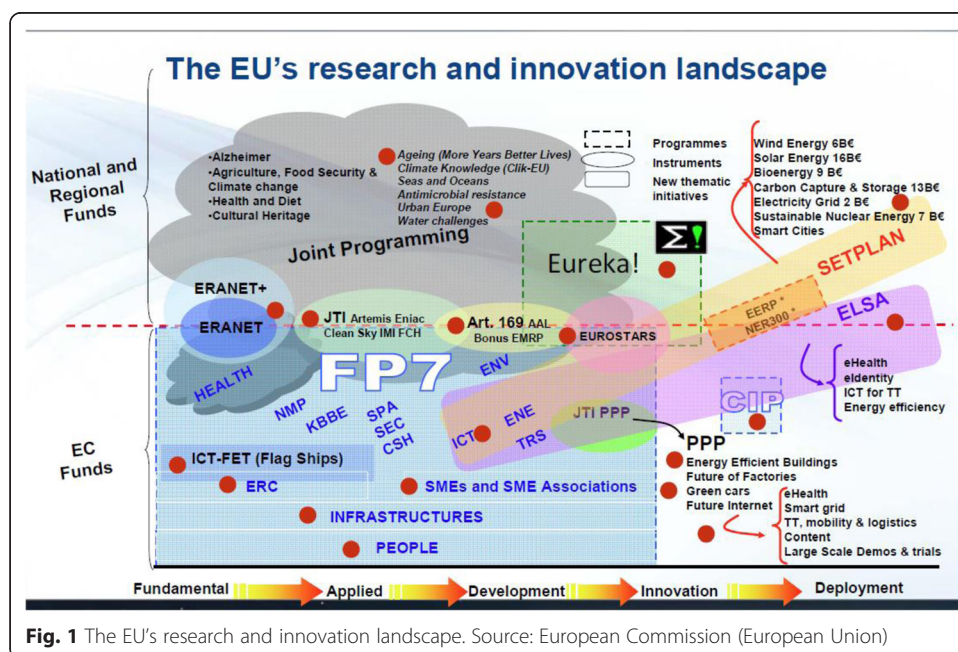 The EU's research and innovation landscape
National and
Regional
Funds
•Alzheimer
•Agriculture, Food Security &
Climate change
•Health and Diet
•Cultural Heritage
Ageing (More Years Better Lives)
Climate Knowledge (Clik-EU)
Seas and Oceans
Antimicrobial resistance
Urban Europe
Water challenges
Joint Programming
Programmes
Instruments
New thematic
initiatives
Wind Energy 6B€
Solar Energy 16B€
Bioenergy 9 B€
Carbon Capture & Storage 13B€
Electricity Grid 2 B€
Sustainable Nuclear Energy 7 B€
Smart Cities
Σ!
Eureka!
SETPLAN
EERP *
NER300 *
ELSA
ERANET+
ERANET
JTI Artemis Eniac
Clean Sky IMI FCH
Art. 169 AAL
Bonus EMRP
EUROSTARS
FP7
HEALTH
NMP
KBBE
SPA
SEC
CSH
ENV
ICT
ENE
TRS
JTI PPP
CIP
eHealth
eIdentity
ICT for TT
Energy efficiency
EC
Funds
ICT-FET (Flag Ships)
ERC
SMEs and SME Associations
INFRASTRUCTURES
PEOPLE
PPP
Energy Efficient Buildings
Future of Factories
Green cars
Future Internet
eHealth
Smart grid
TT, mobility & logistics
Content
Large Scale Demos & trials
Fundamental
Applied
Development
Innovation
Deployment
Fig. 1 The EU's research and innovation landscape. Source: European Commission (European Union)